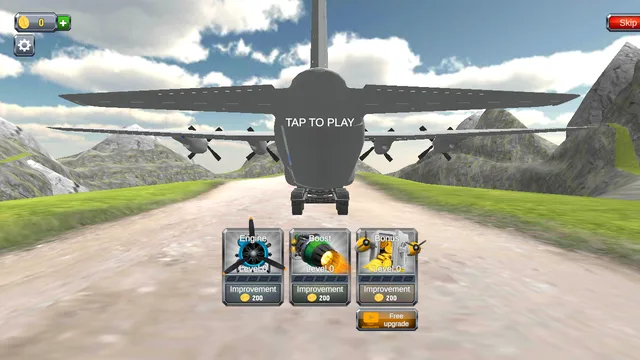 0
Skip
TAP TO PLAY
Engine
Level 0
Improvement
200
Boost
Level 0
Improvement
200
Bonus
Level 0
Improvement
200
Free
upgrade